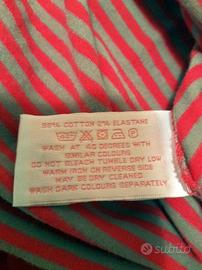 98% COTTON 2% ELASTANE
WASH AT 40 DEGREES WITH
SIMILAR COLOURS
DO NOT BLEACH TUMBLE DRY LOW
WARM IRON ON REVERSE SIDE
MAY BE DRY CLEANED
WASH DARK COLOURS SEPARATELY
subito